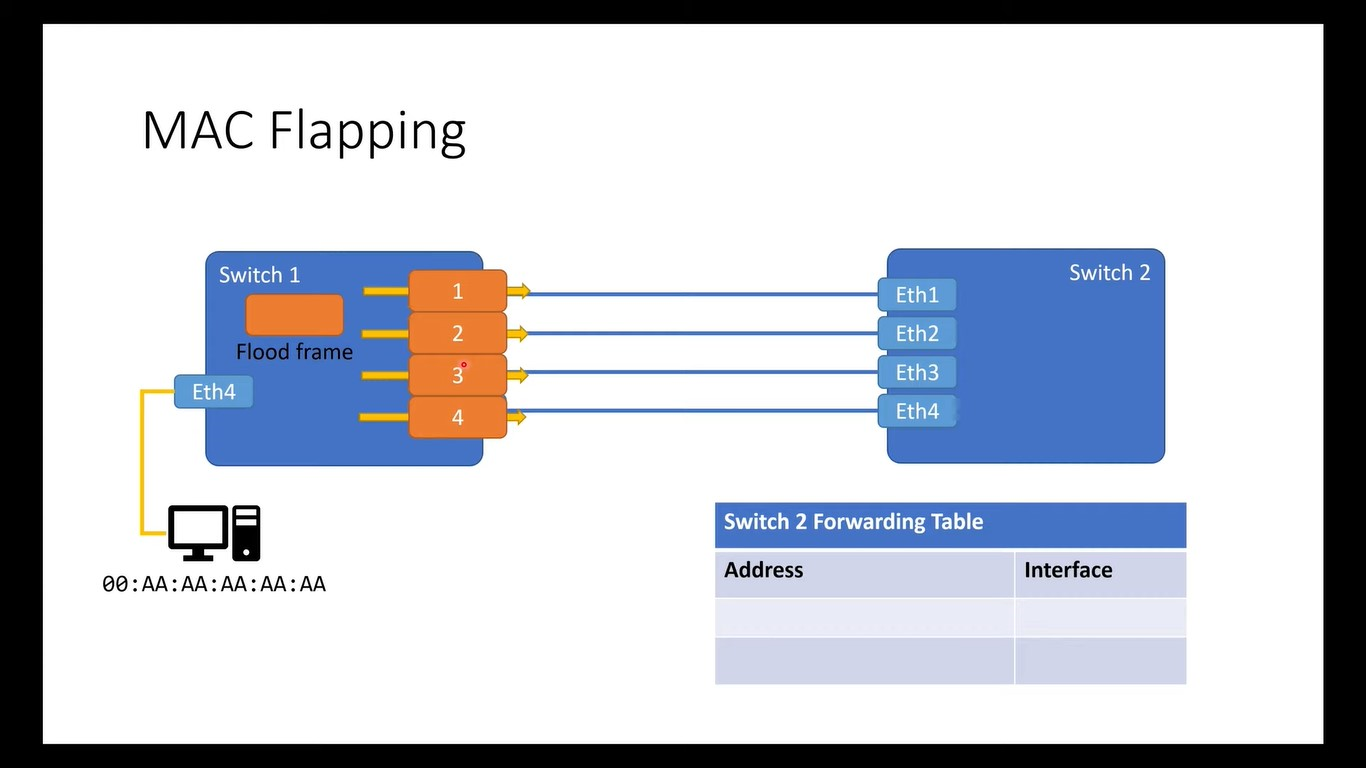 MAC Flapping
Switch 1
Flood frame
Eth4
1
2
3
4
Eth1
Eth2
Eth3
Eth4
Switch 2
00:AA:AA:AA:AA:AA
Switch 2 Forwarding Table
Address Interface